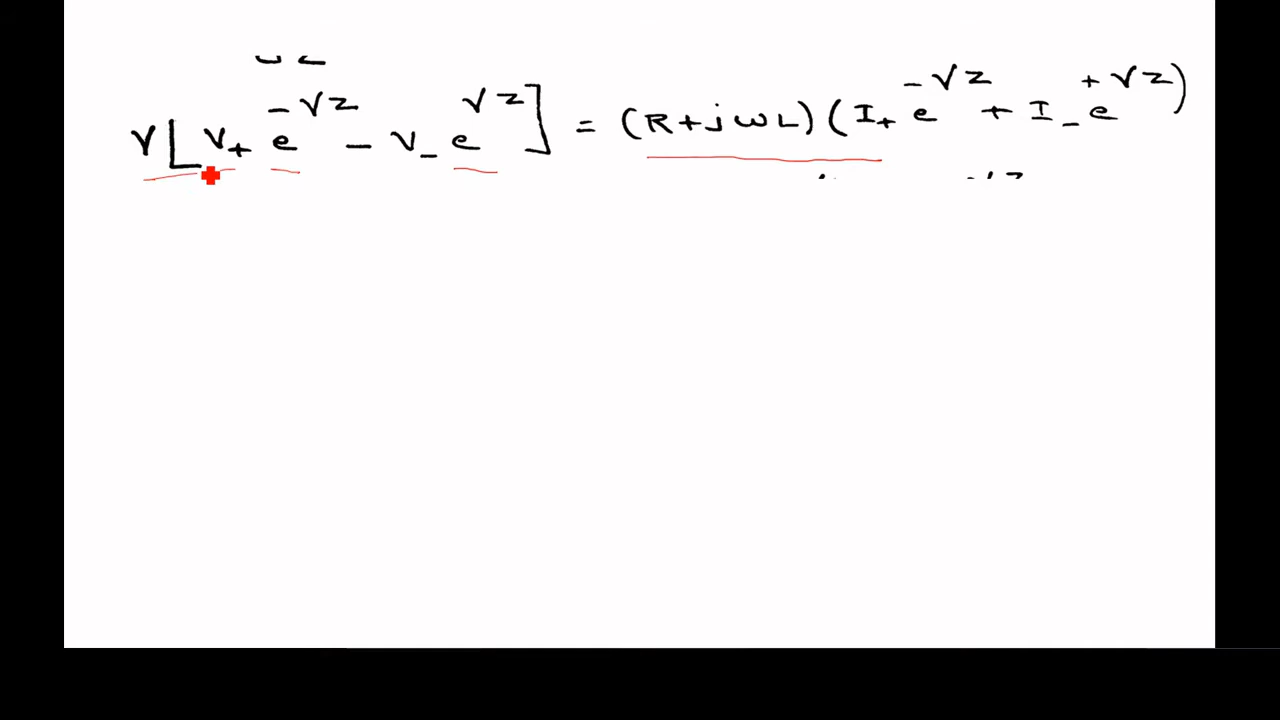 γ[V₊ e^{-γz} - V₋ e^{γz}] = (R+jωL)(I₊ e^{-γz} + I₋ e^{+γz})